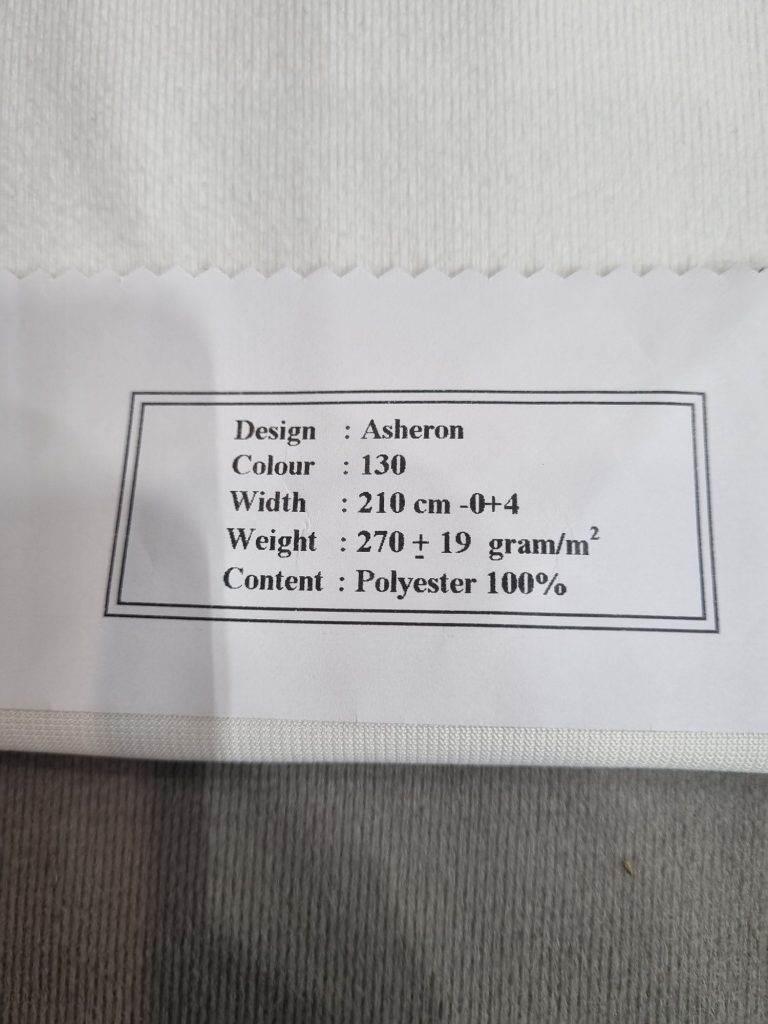 Design : Asheron
Colour : 130
Width : 210 cm -0+4
Weight : 270 ± 19 gram/m²
Content : Polyester 100%